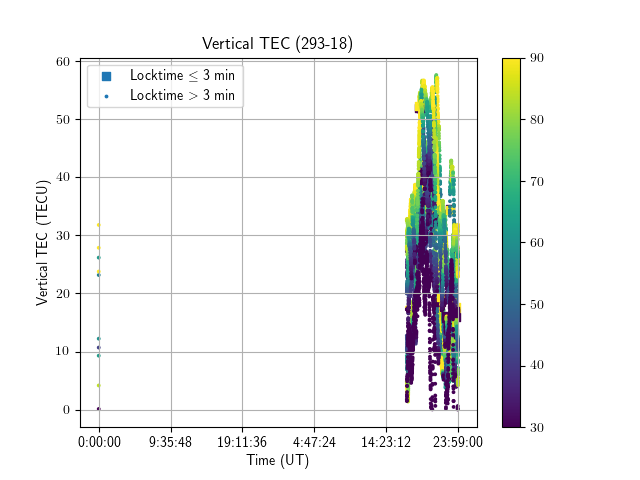 Vertical TEC (293-18)
Locktime ≤ 3 min
Locktime > 3 min
60
50
40
30
20
10
0
Vertical TEC (TECU)
0:00:00 9:35:48 19:11:36 4:47:24 14:23:12 23:59:00
Time (UT)
90
80
70
60
50
40
30